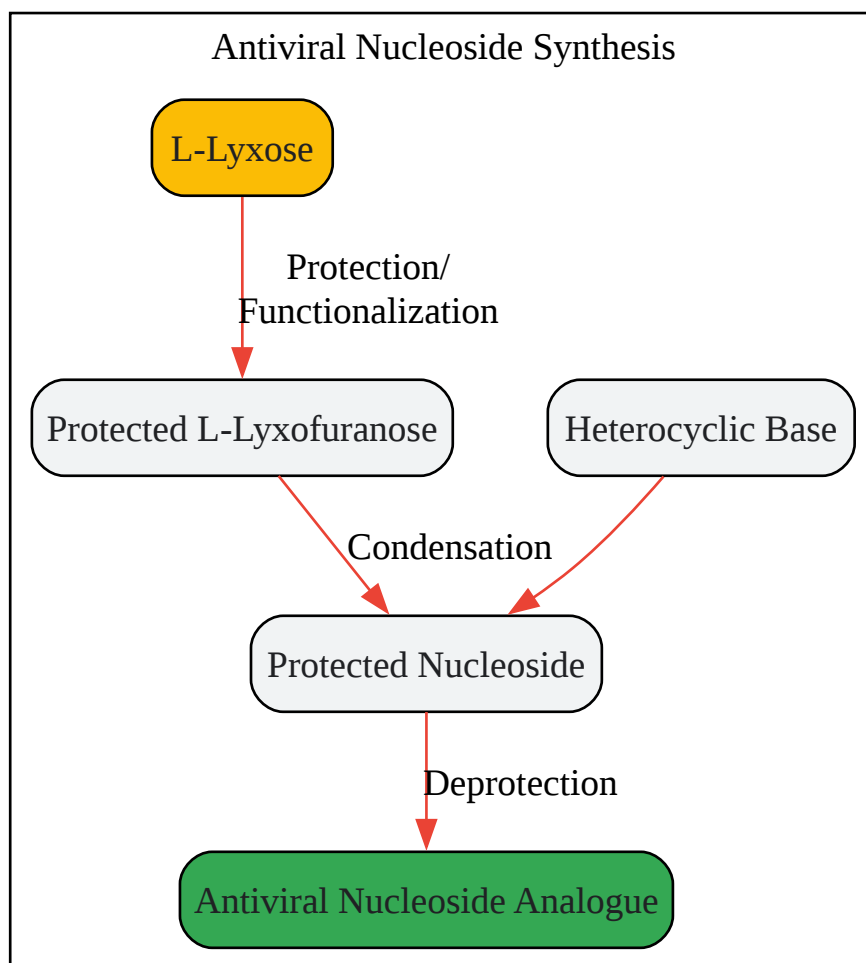 Antiviral Nucleoside Synthesis
L-Lyxose
Protection/
Functionalization
Protected L-Lyxofuranose
Heterocyclic Base
Condensation
Protected Nucleoside
Deprotection
Antiviral Nucleoside Analogue